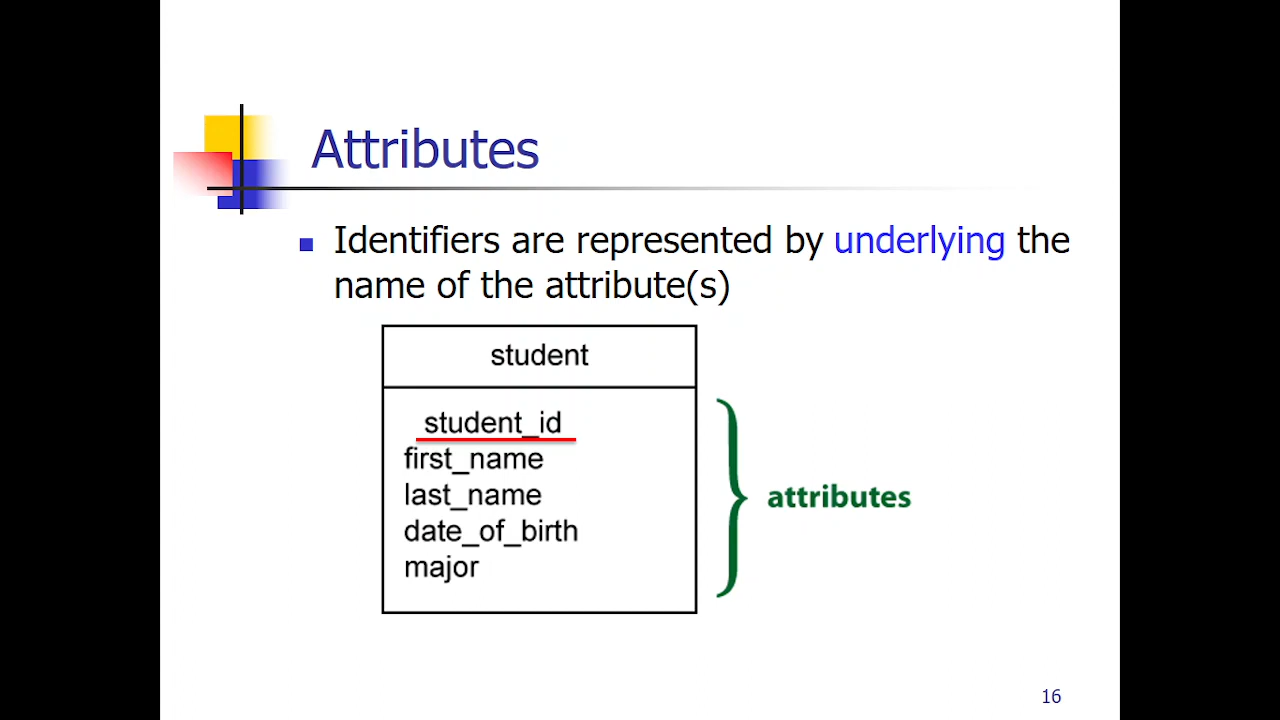 Attributes
Identifiers are represented by underlying the
name of the attribute(s)
student
student_id
first_name
last_name
date_of_birth
major
attributes
16